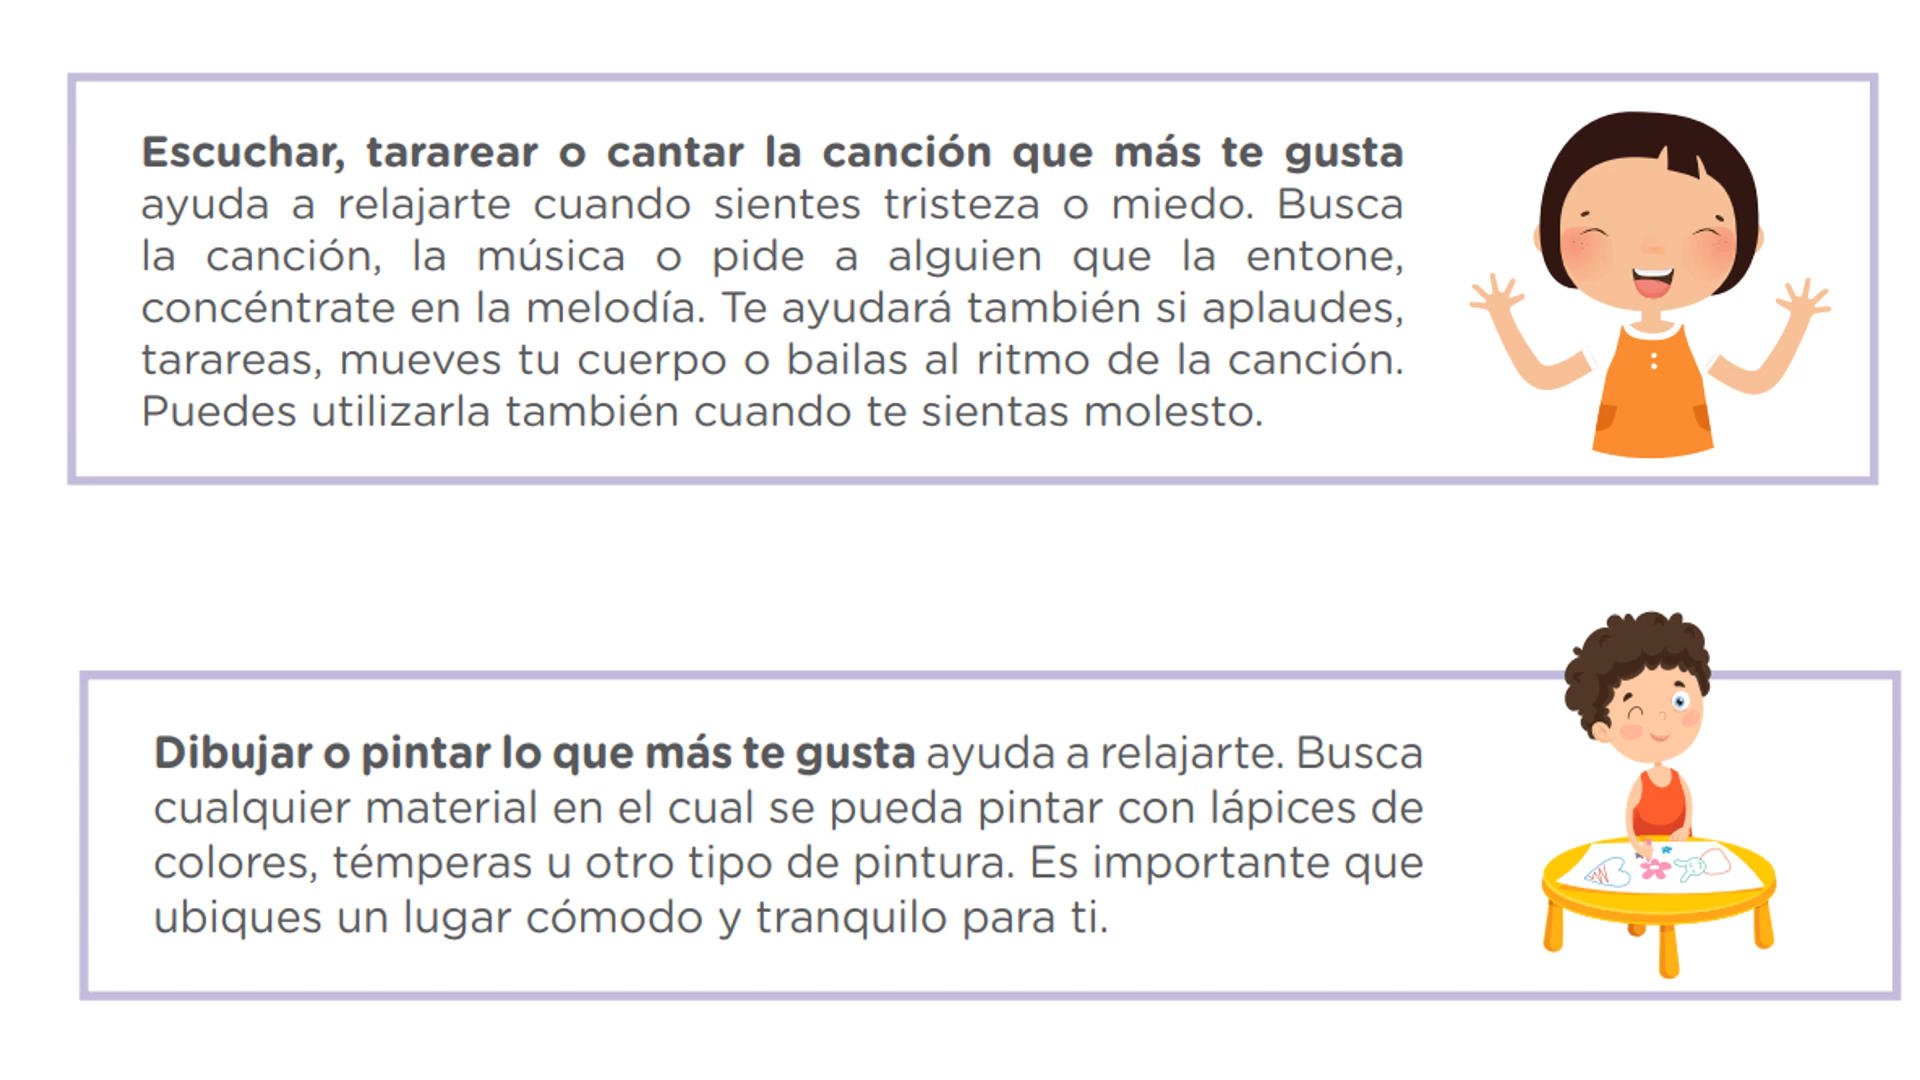 Escuchar, tararear o cantar la canción que más te gusta
ayuda a relajarte cuando sientes tristeza o miedo. Busca
la canción, la música o pide a alguien que la entone,
concéntrate en la melodía. Te ayudará también si aplaudes,
tarareas, mueves tu cuerpo o bailas al ritmo de la canción.
Puedes utilizarla también cuando te sientas molesto.
Dibujar o pintar lo que más te gusta ayuda a relajarte. Busca
cualquier material en el cual se pueda pintar con lápices de
colores, témperas u otro tipo de pintura. Es importante que
ubiques un lugar cómodo y tranquilo para ti.